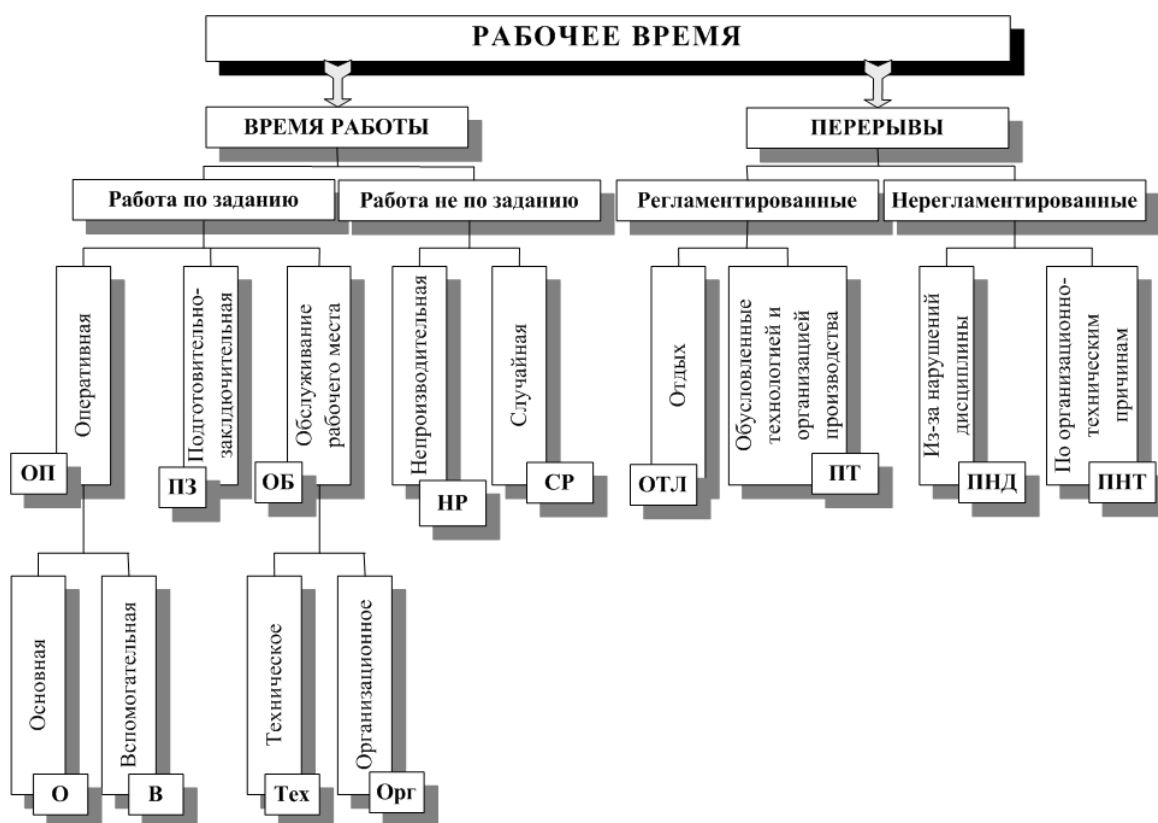 РАБОЧЕЕ ВРЕМЯ
ВРЕМЯ РАБОТЫ
ПЕРЕРЫВЫ
Работа по заданию
Работа не по заданию
Регламентированные
Нерегламентированные
Оперативная
ОП
Подготовительно-
заключительная
ПЗ
Обслуживание
рабочего места
ОБ
Непроизводительная
НР
Случайная
СР
Отдых
ОТЛ
Обусловленные
технологией и
организацией
производства
ПТ
Из-за нарушений
дисциплины
ПНД
По организационно-
техническим
причинам
ПНТ
Основная
О
Вспомогательная
В
Техническое
Тех
Организационное
Орг